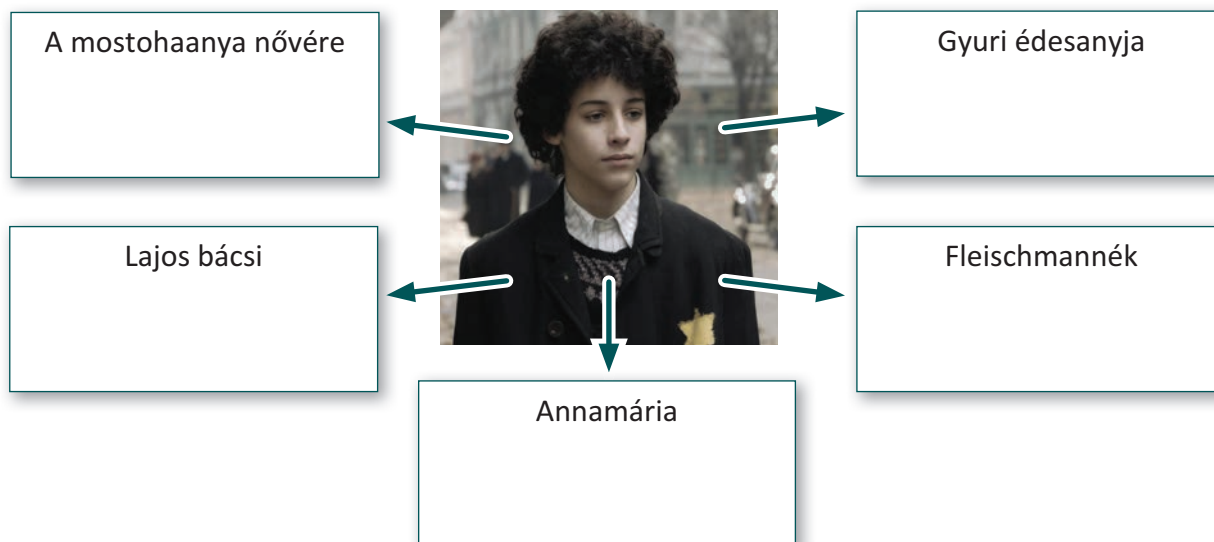 A mostohaanya nővére
Gyuri édesanyja
Lajos bácsi
Fleischmannék
Annamária